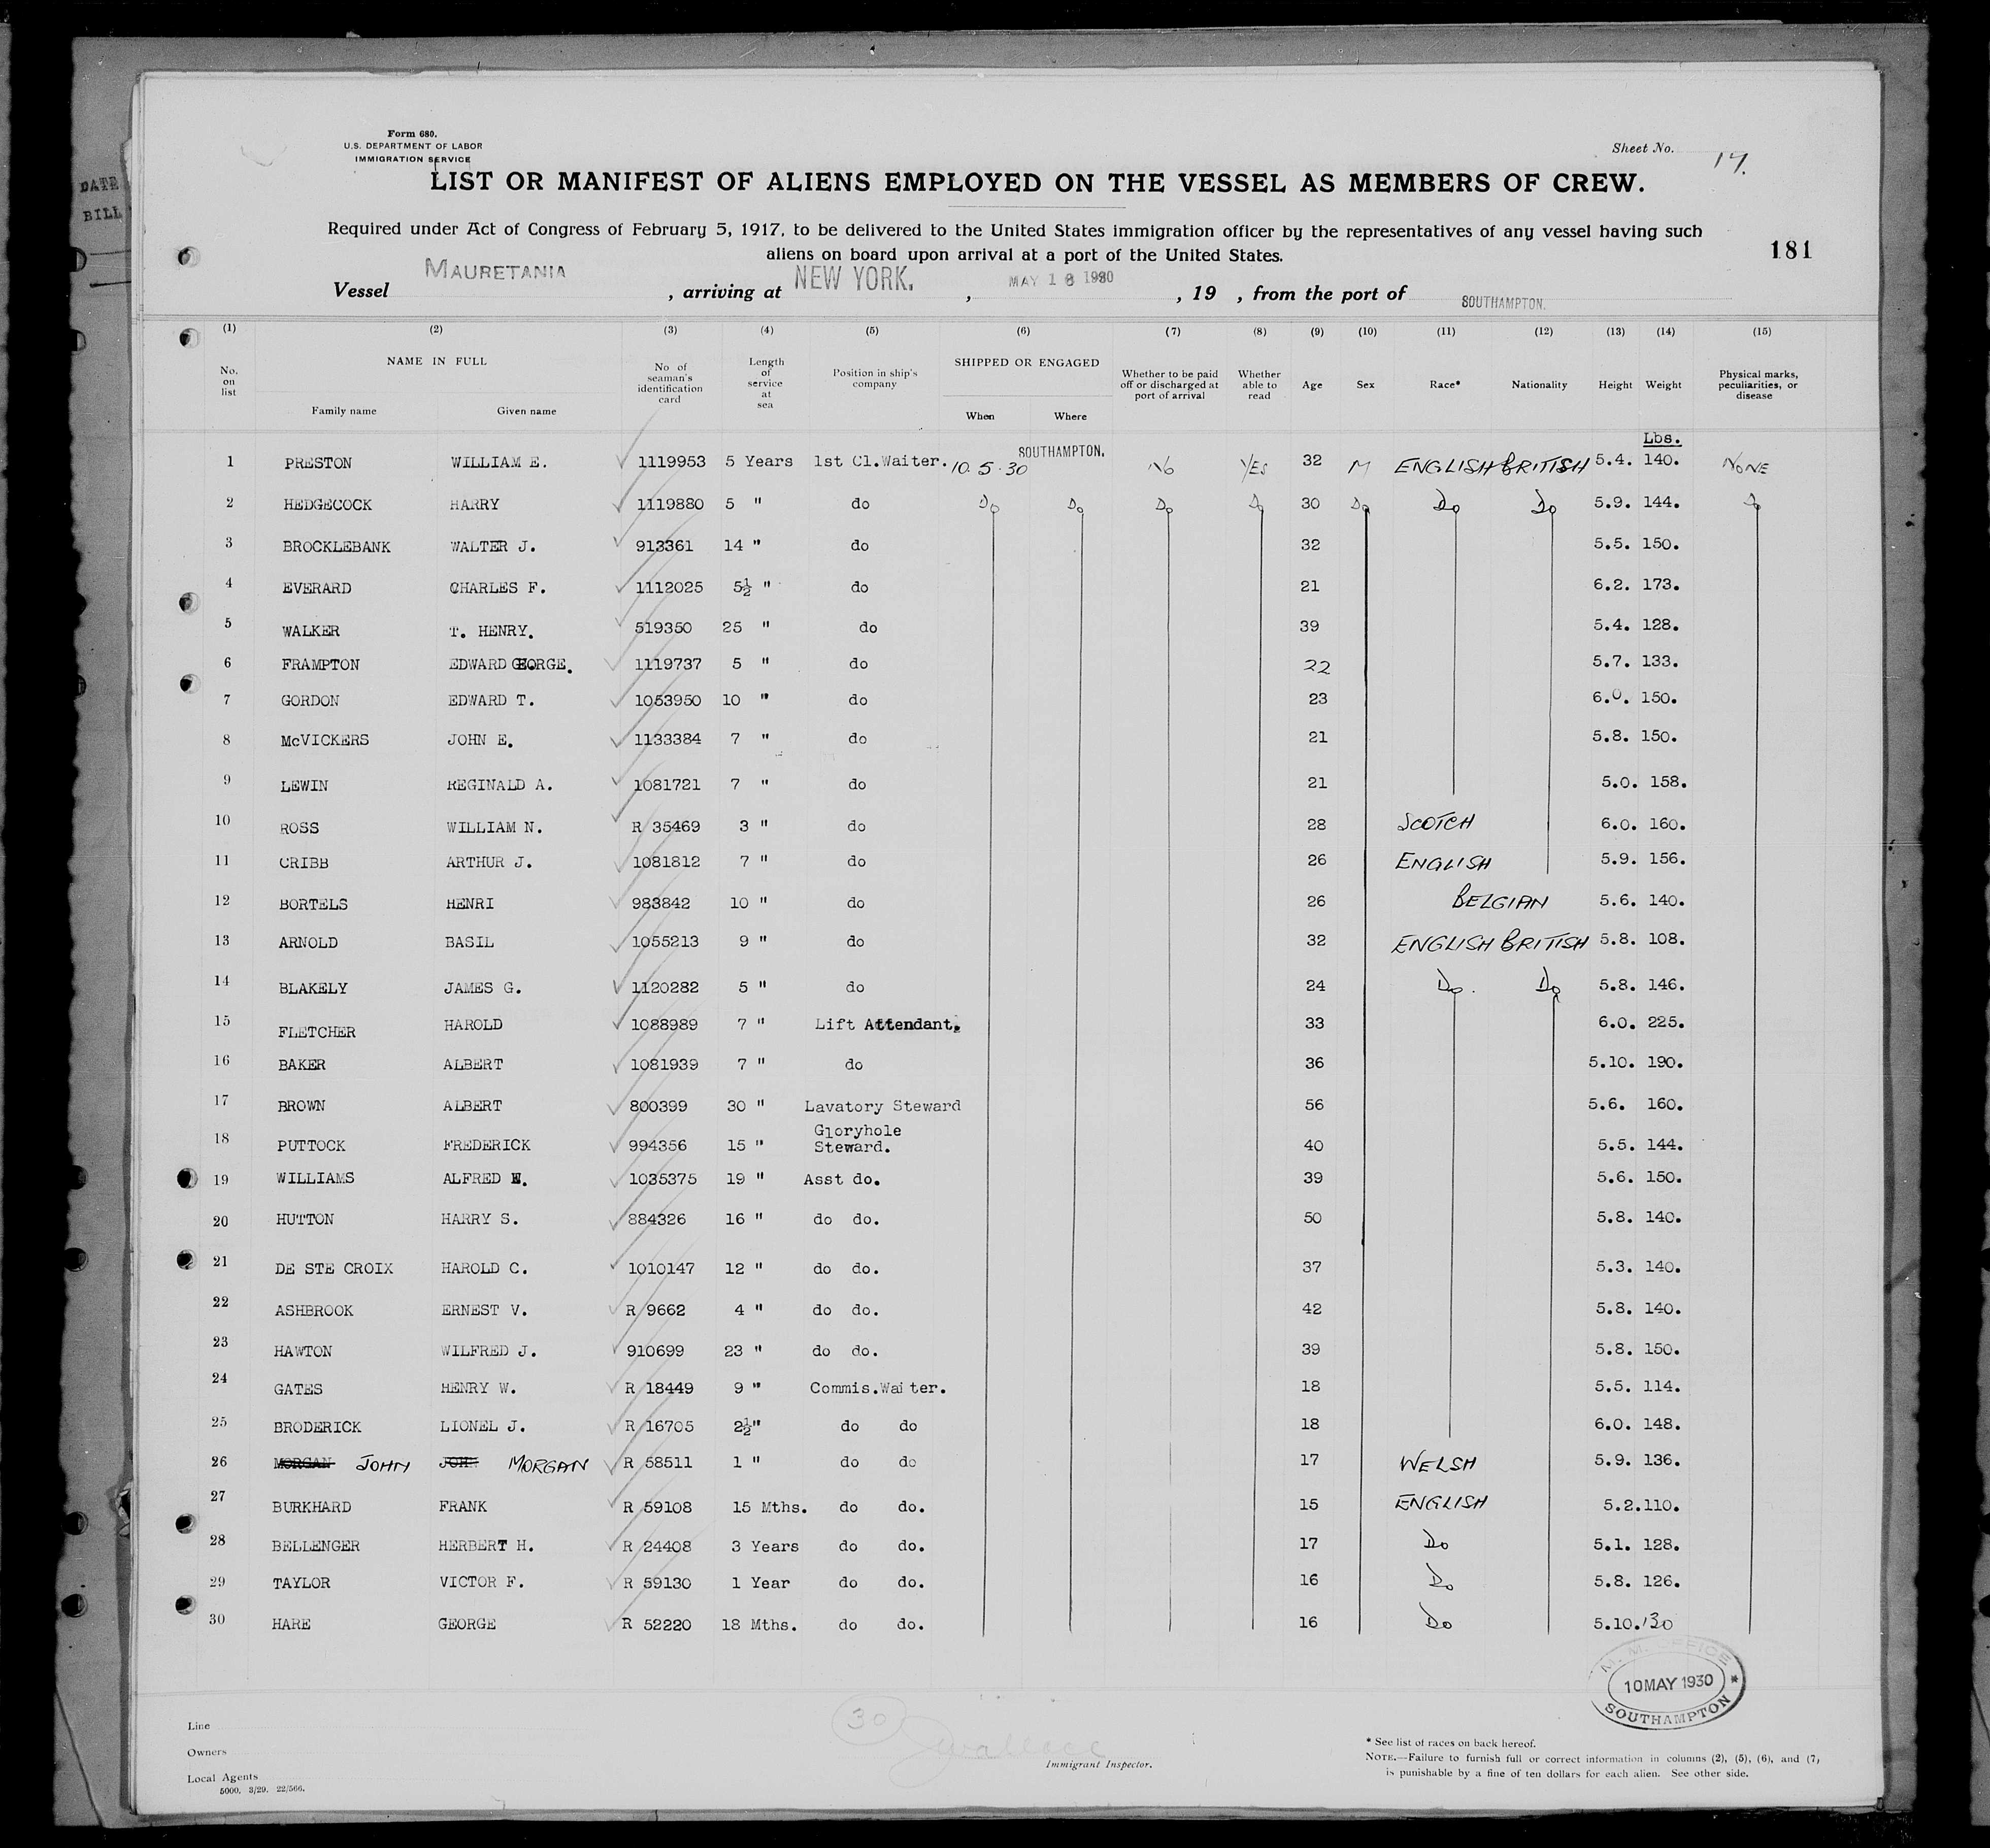 DATE
BILL
Form 680.
U.S. DEPARTMENT OF LABOR
IMMIGRATION SERVICE
Sheet No. 17.
LIST OR MANIFEST OF ALIENS EMPLOYED ON THE VESSEL AS MEMBERS OF CREW.
Required under Act of Congress of February 5, 1917, to be delivered to the United States immigration officer by the representatives of any vessel having such
aliens on board upon arrival at a port of the United States.
181
Vessel MAURETANIA, arriving at NEW YORK., MAY 16 1930, 19 , from the port of SOUTHAMPTON.
(1) (2) (3) (4) (5) (6) (7) (8) (9) (10) (11) (12) (13) (14) (15)
No. on list NAME IN FULL Family name Given name No of seaman's identification card Length of service at sea Position in ship's company SHIPPED OR ENGAGED When Where Whether to be paid off or discharged at port of arrival Whether able to read Age Sex Race* Nationality Height Weight Physical marks, peculiarities, or disease
Lbs.
1 PRESTON WILLIAM E. 1119953 5 Years 1st Cl.Waiter. 10.5.30 SOUTHAMPTON. No YES 32 M ENGLISH BRITISH 5.4. 140. NONE
2 HEDGECOCK HARRY 1119880 5 " do Do Do Do Do 30 Do Do Do 5.9. 144. Do
3 BROCKLEBANK WALTER J. 913361 14 " do 32 5.5. 150.
4 EVERARD CHARLES F. 1112025 5½ " do 21 6.2. 173.
5 WALKER T. HENRY. 519350 25 " do 39 5.4. 128.
6 FRAMPTON EDWARD GEORGE. 1119737 5 " do 22 5.7. 133.
7 GORDON EDWARD T. 1053950 10 " do 23 6.0. 150.
8 McVICKERS JOHN E. 1133384 7 " do 21 5.8. 150.
9 LEWIN REGINALD A. 1081721 7 " do 21 5.0. 158.
10 ROSS WILLIAM N. R 35469 3 " do 28 SCOTCH 6.0. 160.
11 CRIBB ARTHUR J. 1081812 7 " do 26 ENGLISH 5.9. 156.
12 BORTELS HENRI 983842 10 " do 26 BELGIAN 5.6. 140.
13 ARNOLD BASIL 1055213 9 " do 32 ENGLISH BRITISH 5.8. 108.
14 BLAKELY JAMES G. 1120282 5 " do 24 Do. Do 5.8. 146.
15 FLETCHER HAROLD 1088989 7 " Lift Attendant. 33 6.0. 225.
16 BAKER ALBERT 1081939 7 " do 36 5.10. 190.
17 BROWN ALBERT 800399 30 " Lavatory Steward 56 5.6. 160.
18 PUTTOCK FREDERICK 994356 15 " Gloryhole Steward. 40 5.5. 144.
19 WILLIAMS ALFRED E. 1035375 19 " Asst do. 39 5.6. 150.
20 HUTTON HARRY S. 884326 16 " do do. 50 5.8. 140.
21 DE STE CROIX HAROLD C. 1010147 12 " do do. 37 5.3. 140.
22 ASHBROOK ERNEST V. R 9662 4 " do do. 42 5.8. 140.
23 HAWTON WILFRED J. 910699 23 " do do. 39 5.8. 150.
24 GATES HENRY W. R 18449 9 " Commis.Waiter. 18 5.5. 114.
25 BRODERICK LIONEL J. R 16705 2½" do do 18 6.0. 148.
26 MORGAN JOHN JOHN MORGAN R 58511 1 " do do 17 WELSH 5.9. 136.
27 BURKHARD FRANK R 59108 15 Mths. do do. 15 ENGLISH 5.2.110.
28 BELLENGER HERBERT H. R 24408 3 Years do do. 17 Do 5.1. 128.
29 TAYLOR VICTOR F. R 59130 1 Year do do. 16 Do 5.8. 126.
30 HARE GEORGE R 52220 18 Mths. do do. 16 Do 5.10.130
M. M. OFFICE
10 MAY 1930
SOUTHAMPTON
30
Wallace
Immigrant Inspector.
Line
Owners
Local Agents
5000. 3/29. 22/566.
* See list of races on back hereof.
NOTE.—Failure to furnish full or correct information in columns (2), (5), (6), and (7,
is punishable by a fine of ten dollars for each alien. See other side.